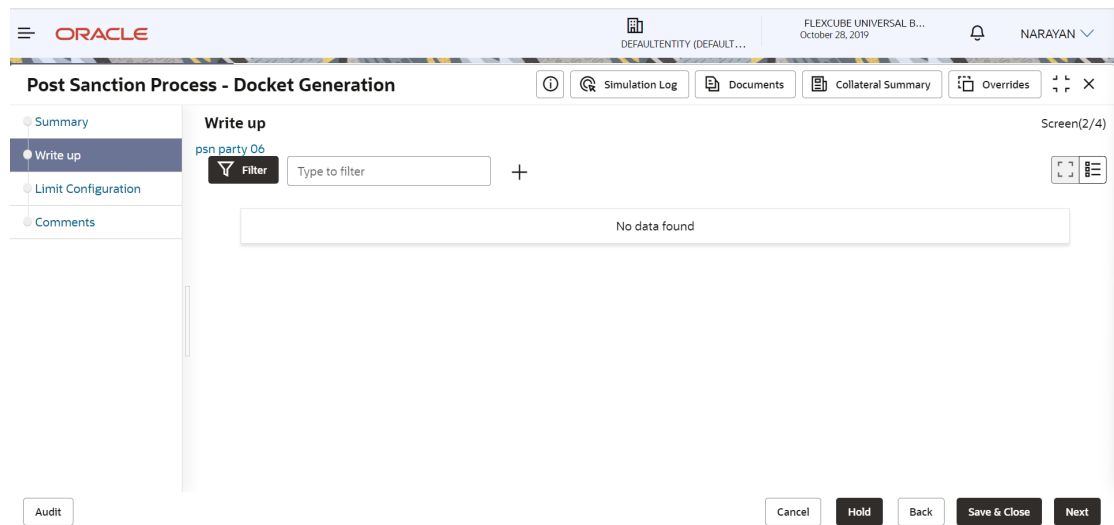 ORACLE
DEFAULTENTITY (DEFAULT...
FLEXCUBE UNIVERSAL B...
October 28, 2019
NARAYAN
Post Sanction Process - Docket Generation
Simulation Log
Documents
Collateral Summary
Overrides
Summary
Write up
Limit Configuration
Comments
Write up
Screen(2/4)
psn party 06
Filter
Type to filter
No data found
Audit
Cancel
Hold
Back
Save & Close
Next